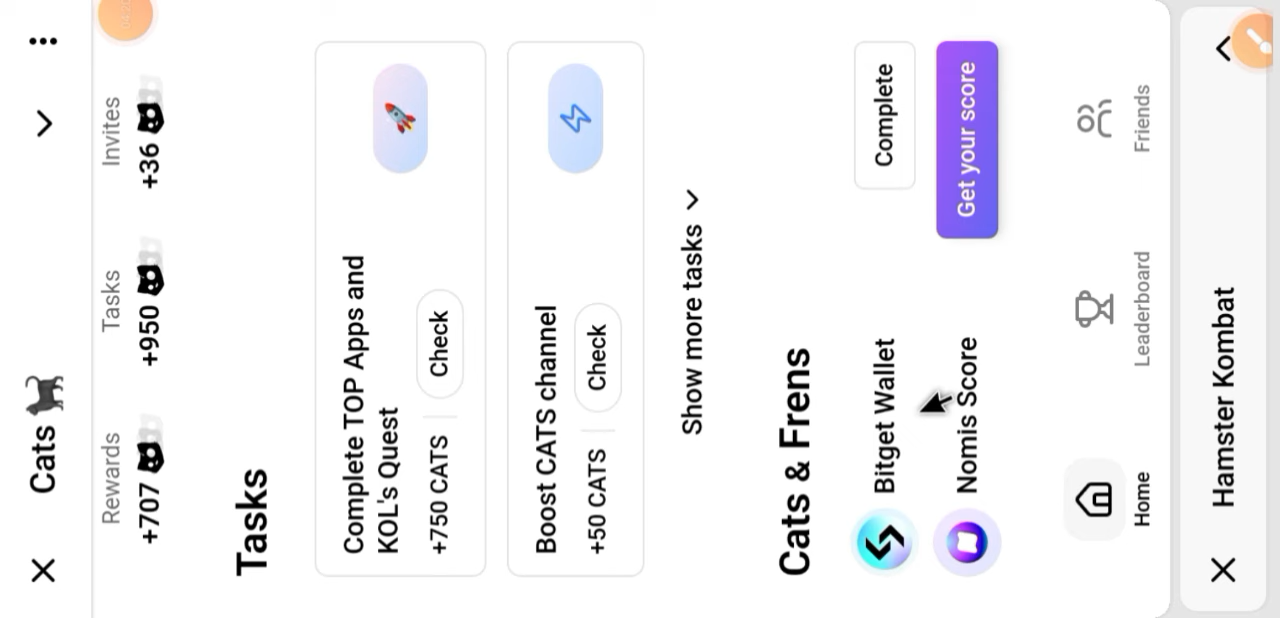 Cats
Rewards
Tasks
Invites
+707
+950
+36
Tasks
Complete TOP Apps and
KOL's Quest
+750 CATS
Check
Boost CATS channel
+50 CATS
Check
Show more tasks
Cats & Frens
Bitget Wallet
Complete
Nomis Score
Get your score
Home
Leaderboard
Friends
Hamster Kombat